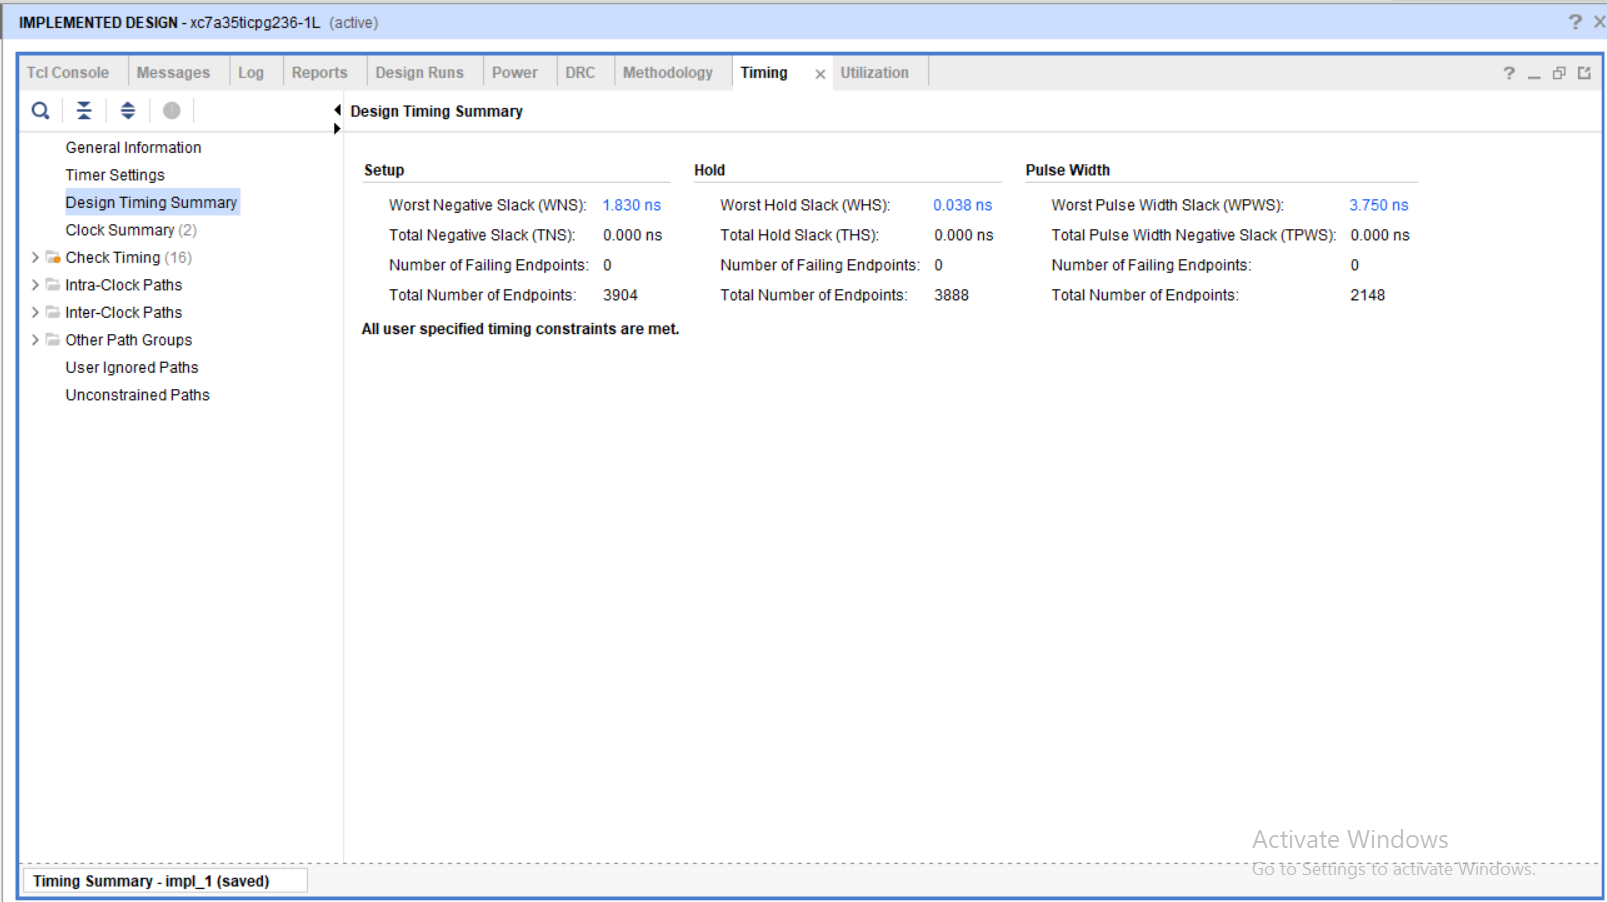 IMPLEMENTED DESIGN - xc7a35ticpg236-1L (active)
Tcl Console Messages Log Reports Design Runs Power DRC Methodology Timing Utilization
Design Timing Summary
General Information
Timer Settings
Design Timing Summary
Clock Summary (2)
Check Timing (16)
Intra-Clock Paths
Inter-Clock Paths
Other Path Groups
User Ignored Paths
Unconstrained Paths
Setup Hold Pulse Width
Worst Negative Slack (WNS): 1.830 ns Worst Hold Slack (WHS): 0.038 ns Worst Pulse Width Slack (WPWS): 3.750 ns
Total Negative Slack (TNS): 0.000 ns Total Hold Slack (THS): 0.000 ns Total Pulse Width Negative Slack (TPWS): 0.000 ns
Number of Failing Endpoints: 0 Number of Failing Endpoints: 0 Number of Failing Endpoints: 0
Total Number of Endpoints: 3904 Total Number of Endpoints: 3888 Total Number of Endpoints: 2148
All user specified timing constraints are met.
Activate Windows
Go to Settings to activate Windows.
Timing Summary - impl_1 (saved)